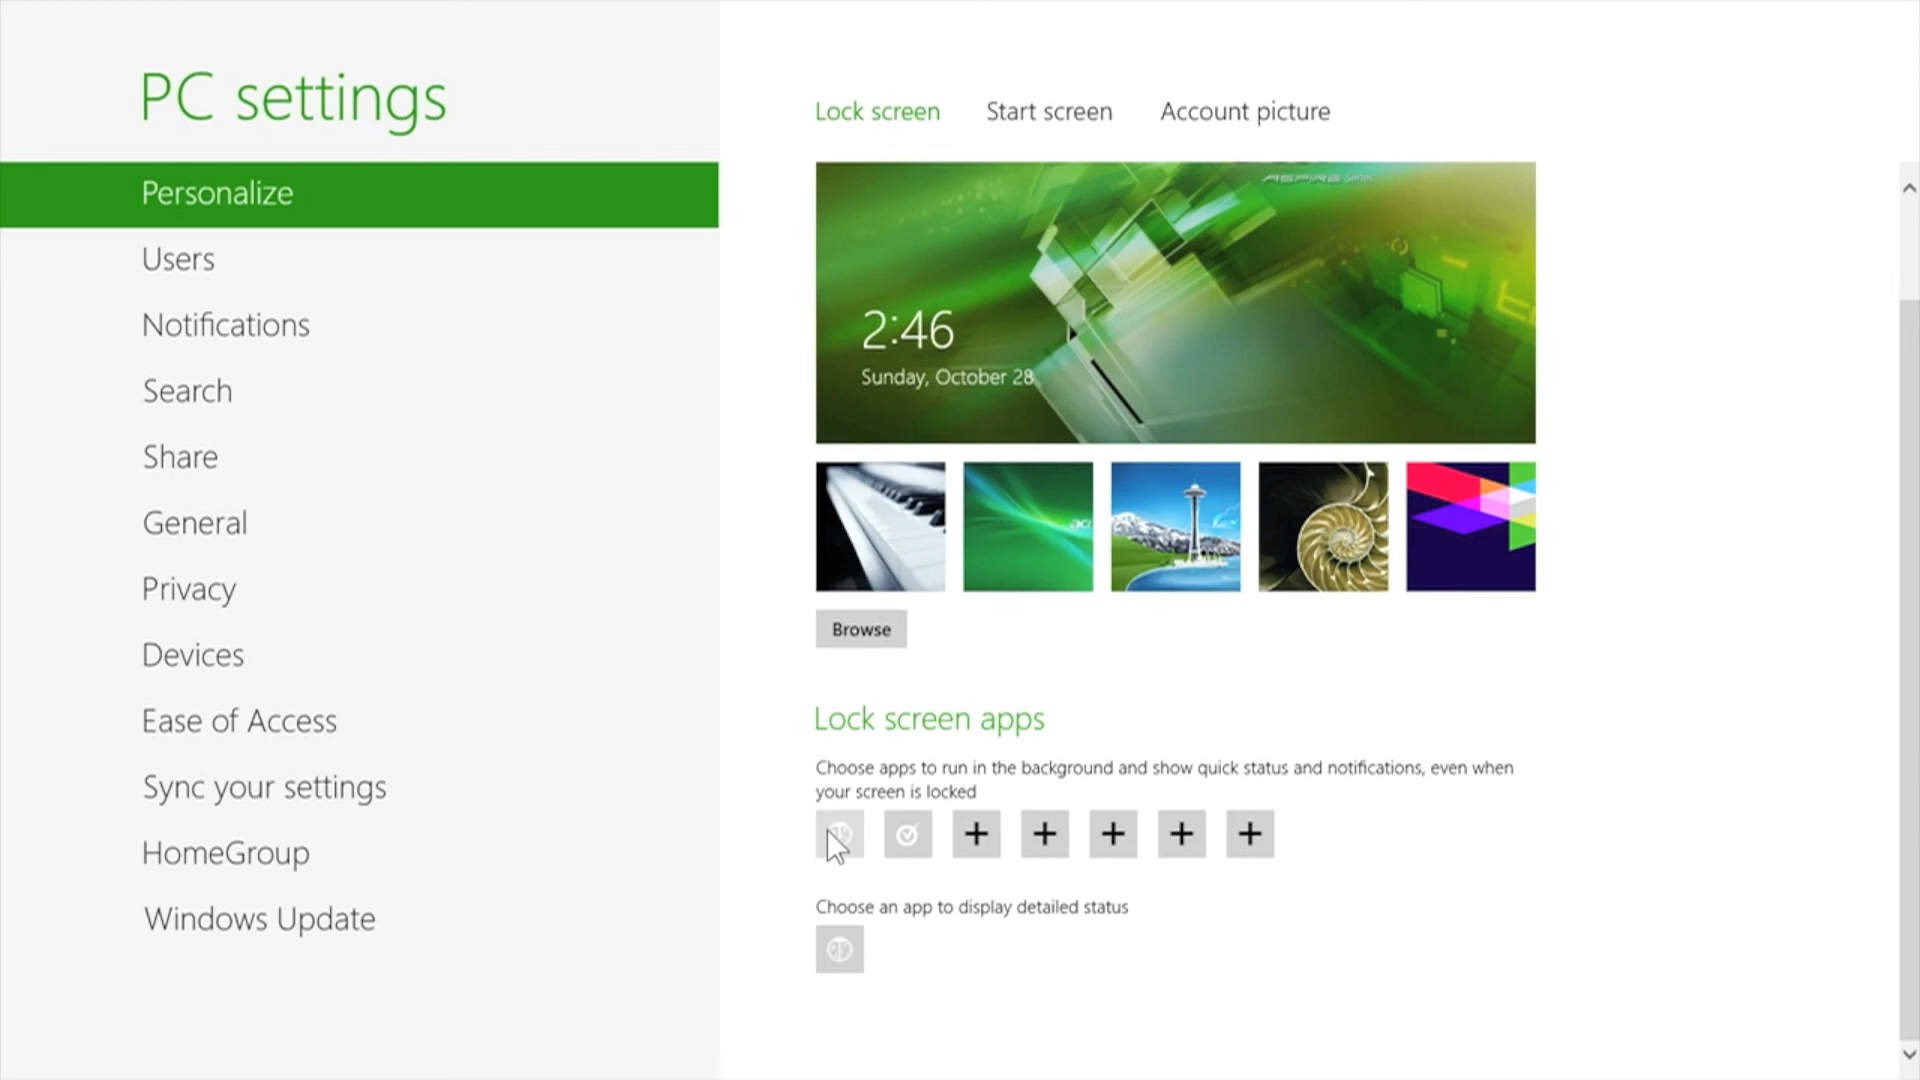 PC settings
Personalize
Users
Notifications
Search
Share
General
Privacy
Devices
Ease of Access
Sync your settings
HomeGroup
Windows Update
Lock screen
Start screen
Account picture
ASPIRE Series
2:46
Sunday, October 28
Browse
Lock screen apps
Choose apps to run in the background and show quick status and notifications, even when
your screen is locked
Choose an app to display detailed status